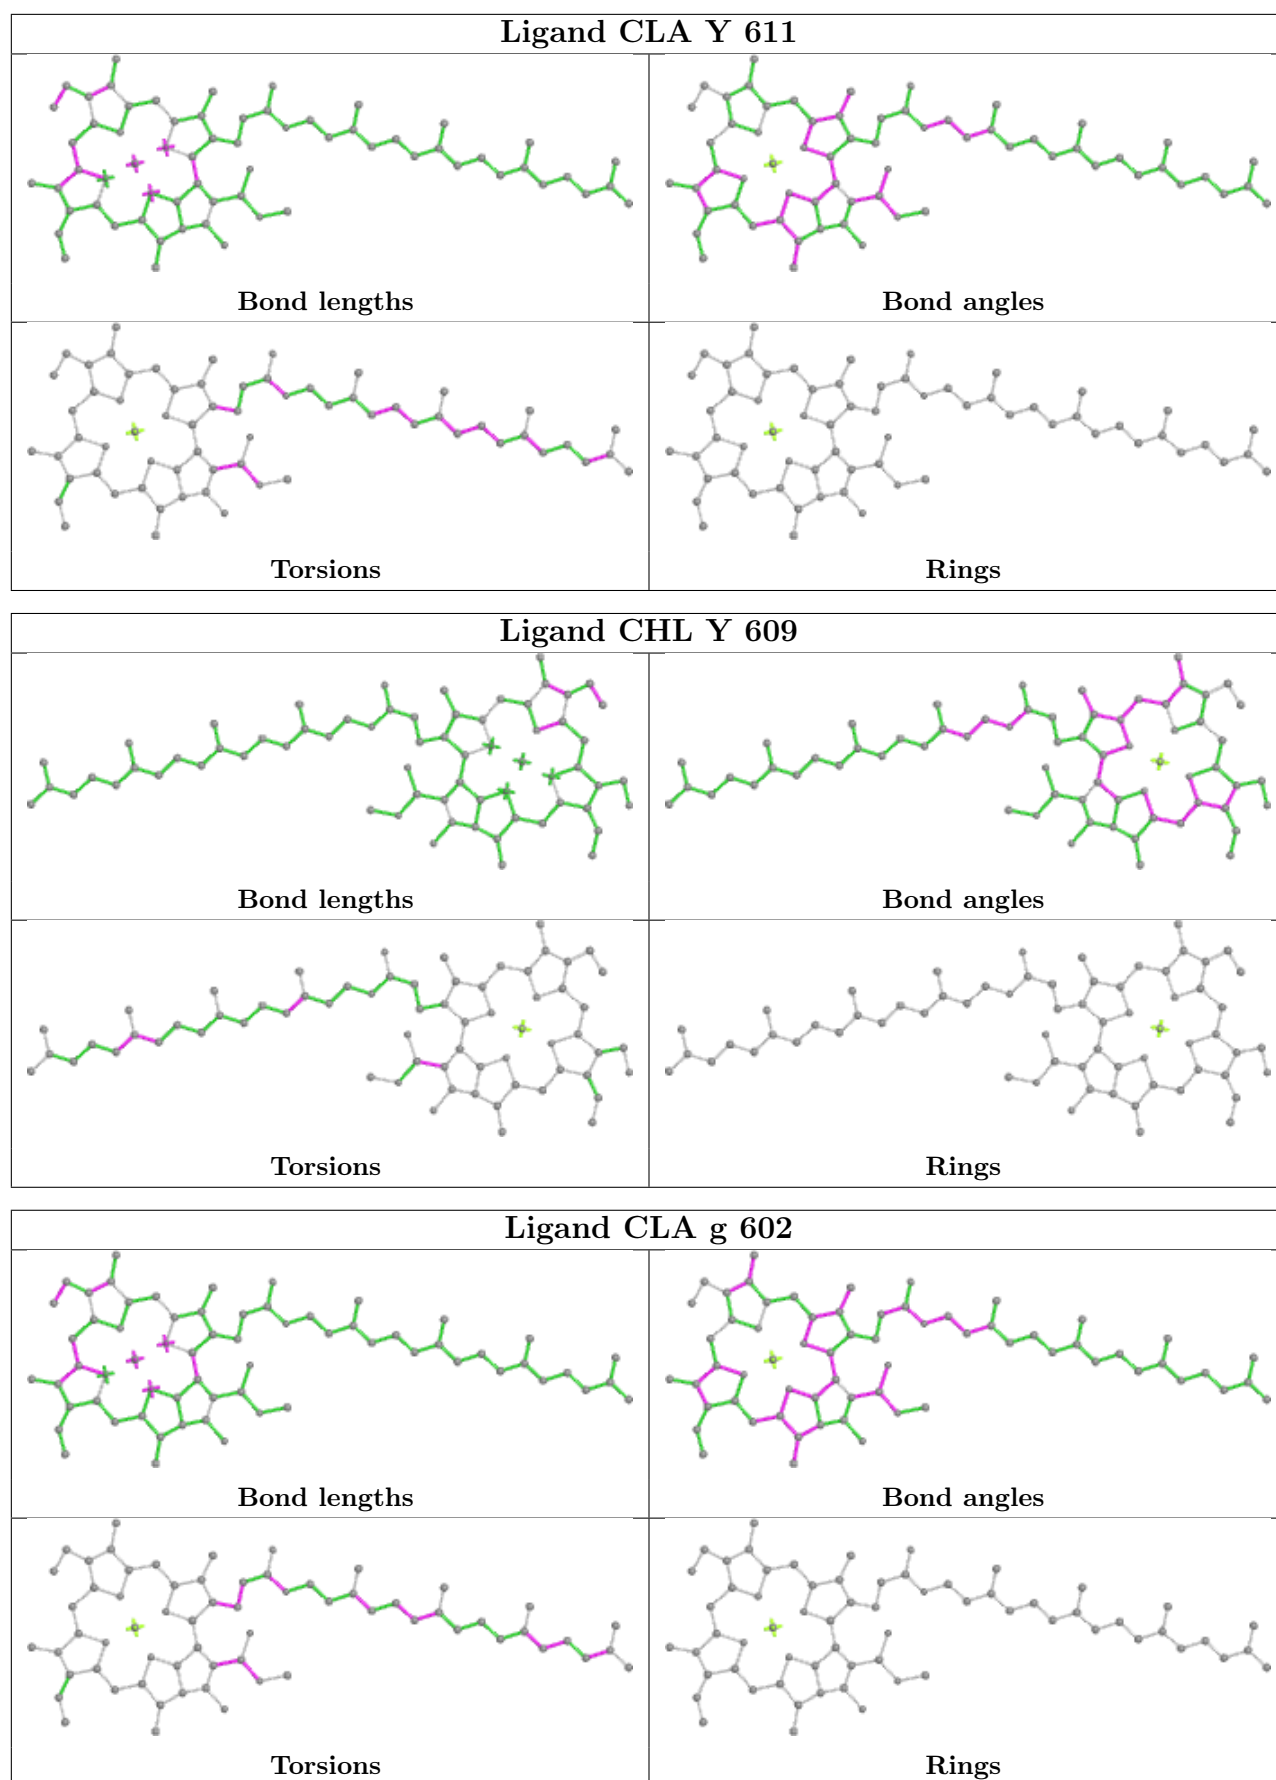 Ligand CLA Y 611
Bond lengths
Bond angles
Torsions
Rings
Ligand CHL Y 609
Bond lengths
Bond angles
Torsions
Rings
Ligand CLA g 602
Bond lengths
Bond angles
Torsions
Rings